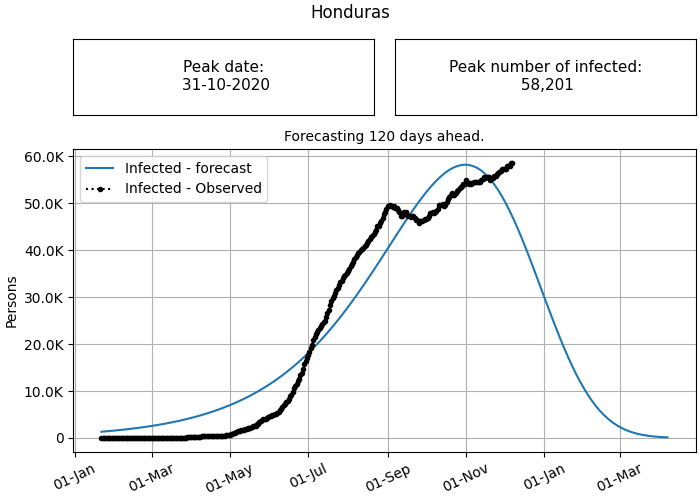 Honduras
Peak date:
31-10-2020
Peak number of infected:
58,201
Forecasting 120 days ahead.
60.0K
50.0K
40.0K
30.0K
20.0K
10.0K
0
Persons
Infected - forecast
Infected - Observed
01-Jan
01-Mar
01-May
01-Jul
01-Sep
01-Nov
01-Jan
01-Mar